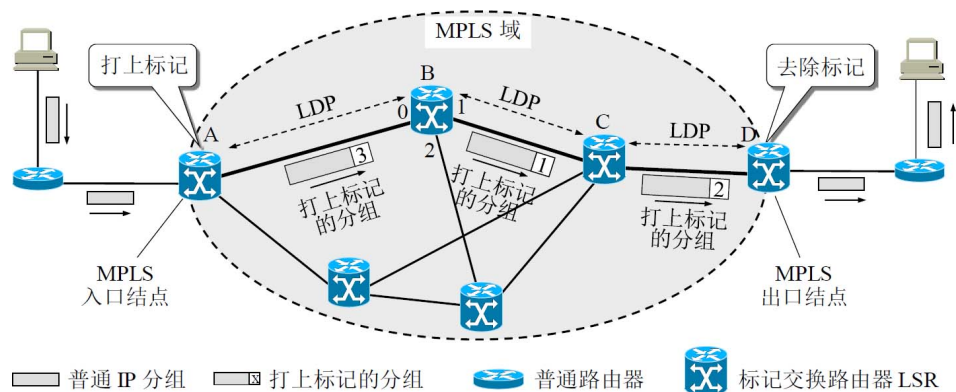 MPLS 域
打上标记
去除标记
B
LDP
LDP
0
1
A
C
LDP
D
2
3
1
2
打上标记
的分组
打上标记
的分组
打上标记
的分组
MPLS
入口结点
MPLS
出口结点
普通 IP 分组
x 打上标记的分组
普通路由器
标记交换路由器 LSR